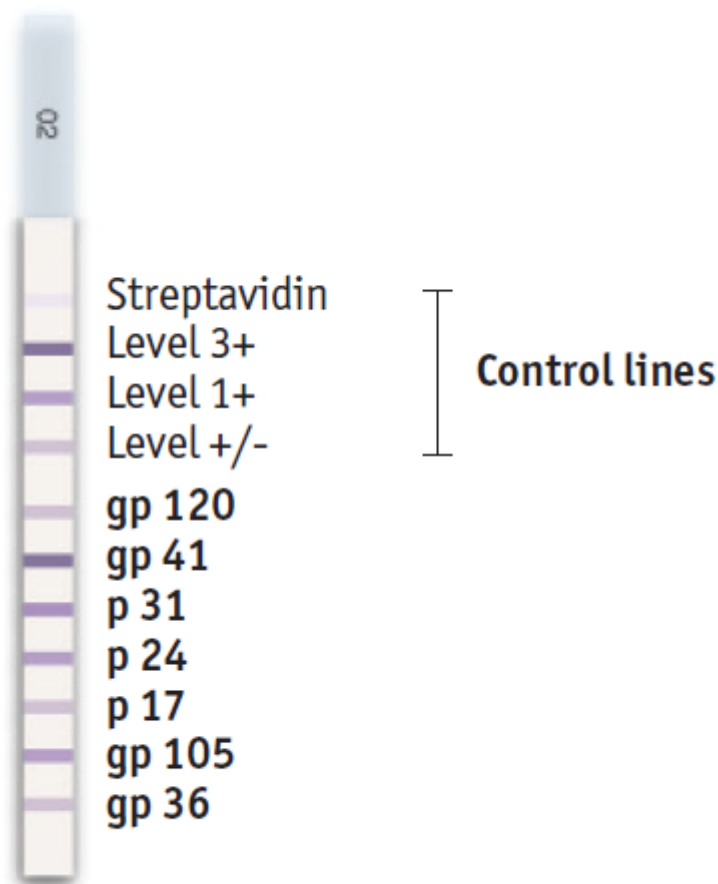 02
Streptavidin
Level 3+
Level 1+
Level +/-
Control lines
gp 120
gp 41
p 31
p 24
p 17
gp 105
gp 36